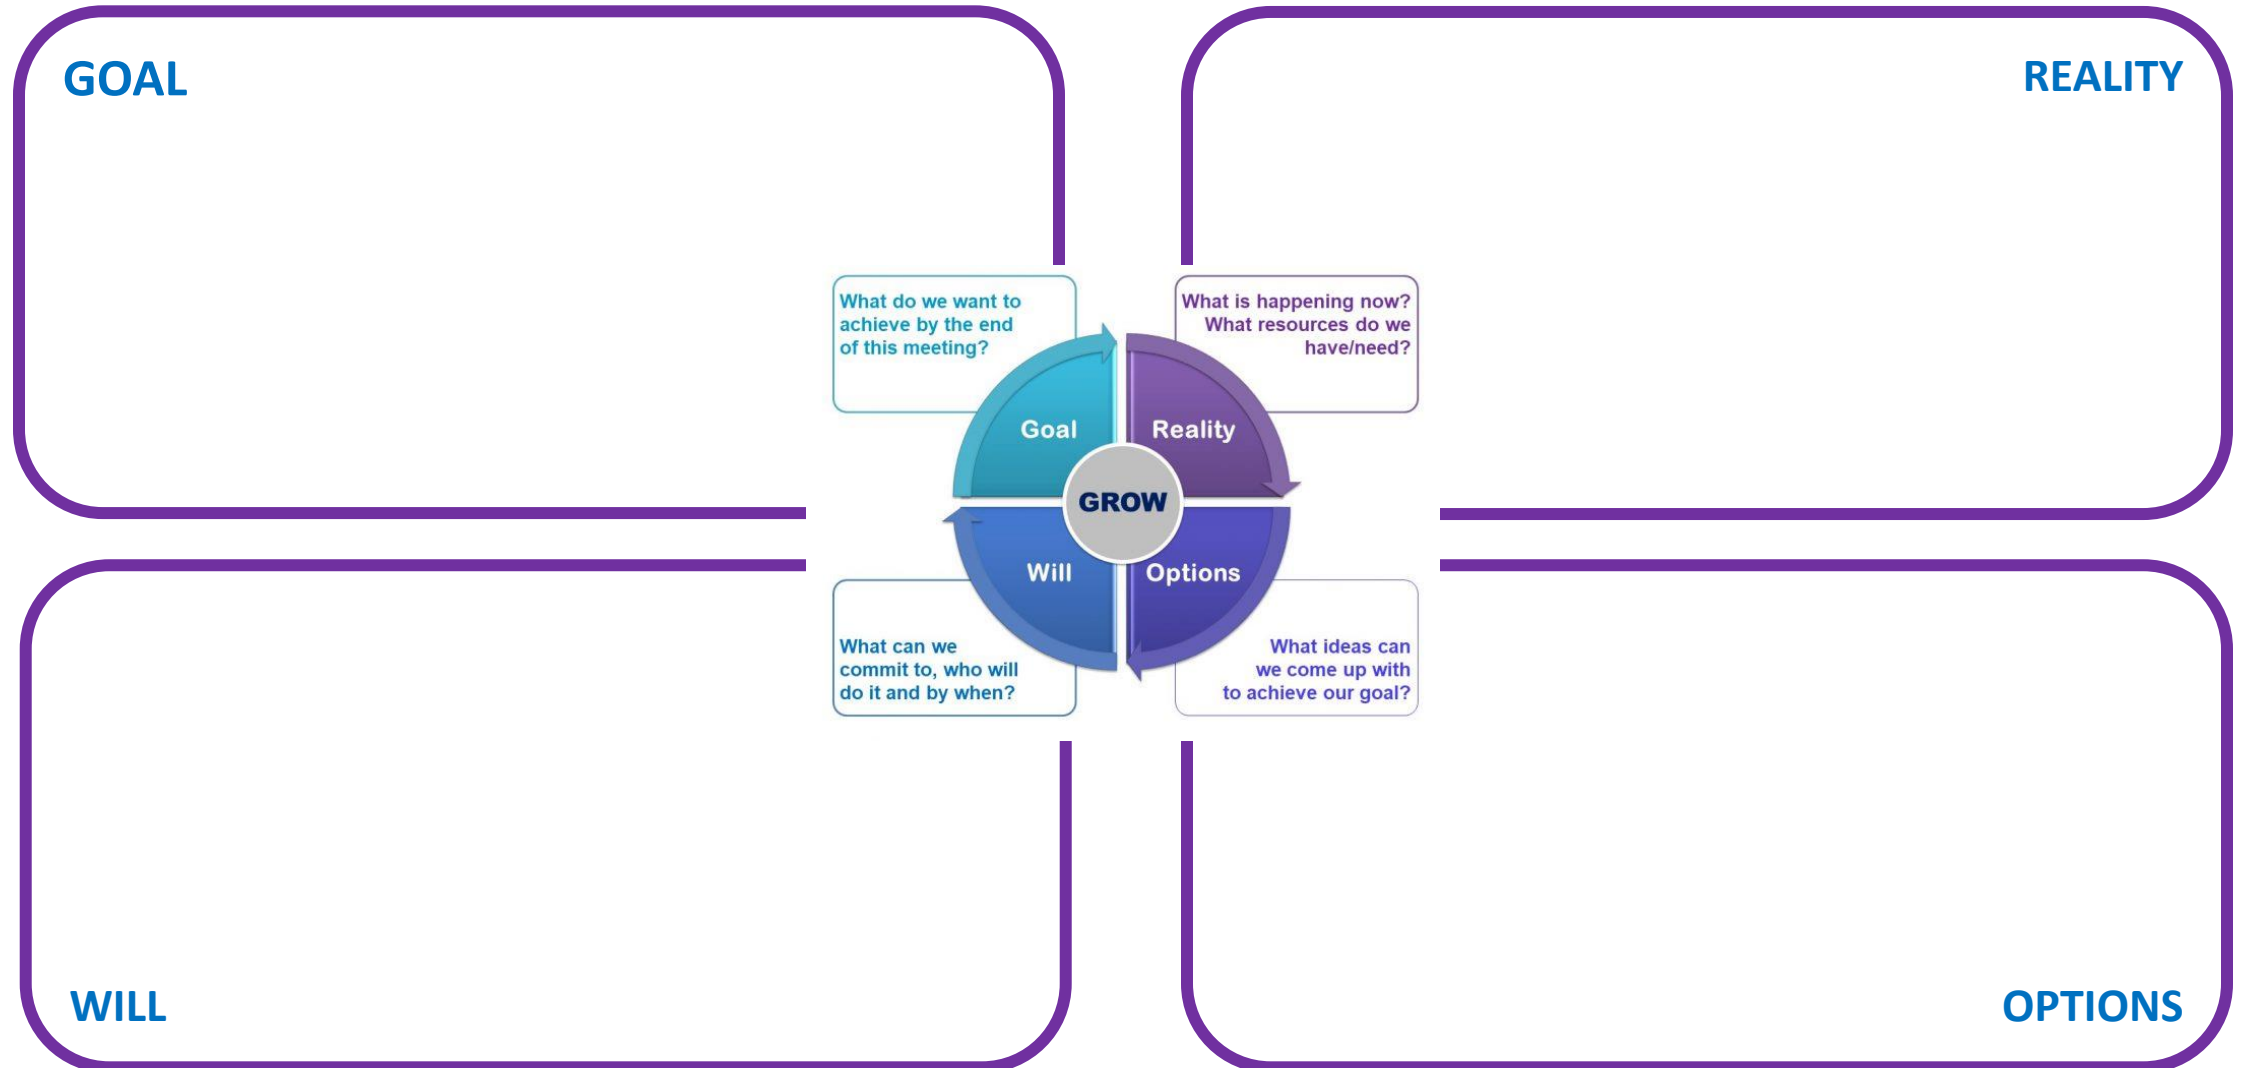 GOAL
REALITY
What do we want to
achieve by the end
of this meeting?
What is happening now?
What resources do we
have/need?
Goal
Reality
GROW
Will
Options
What can we
commit to, who will
do it and by when?
What ideas can
we come up with
to achieve our goal?
WILL
OPTIONS